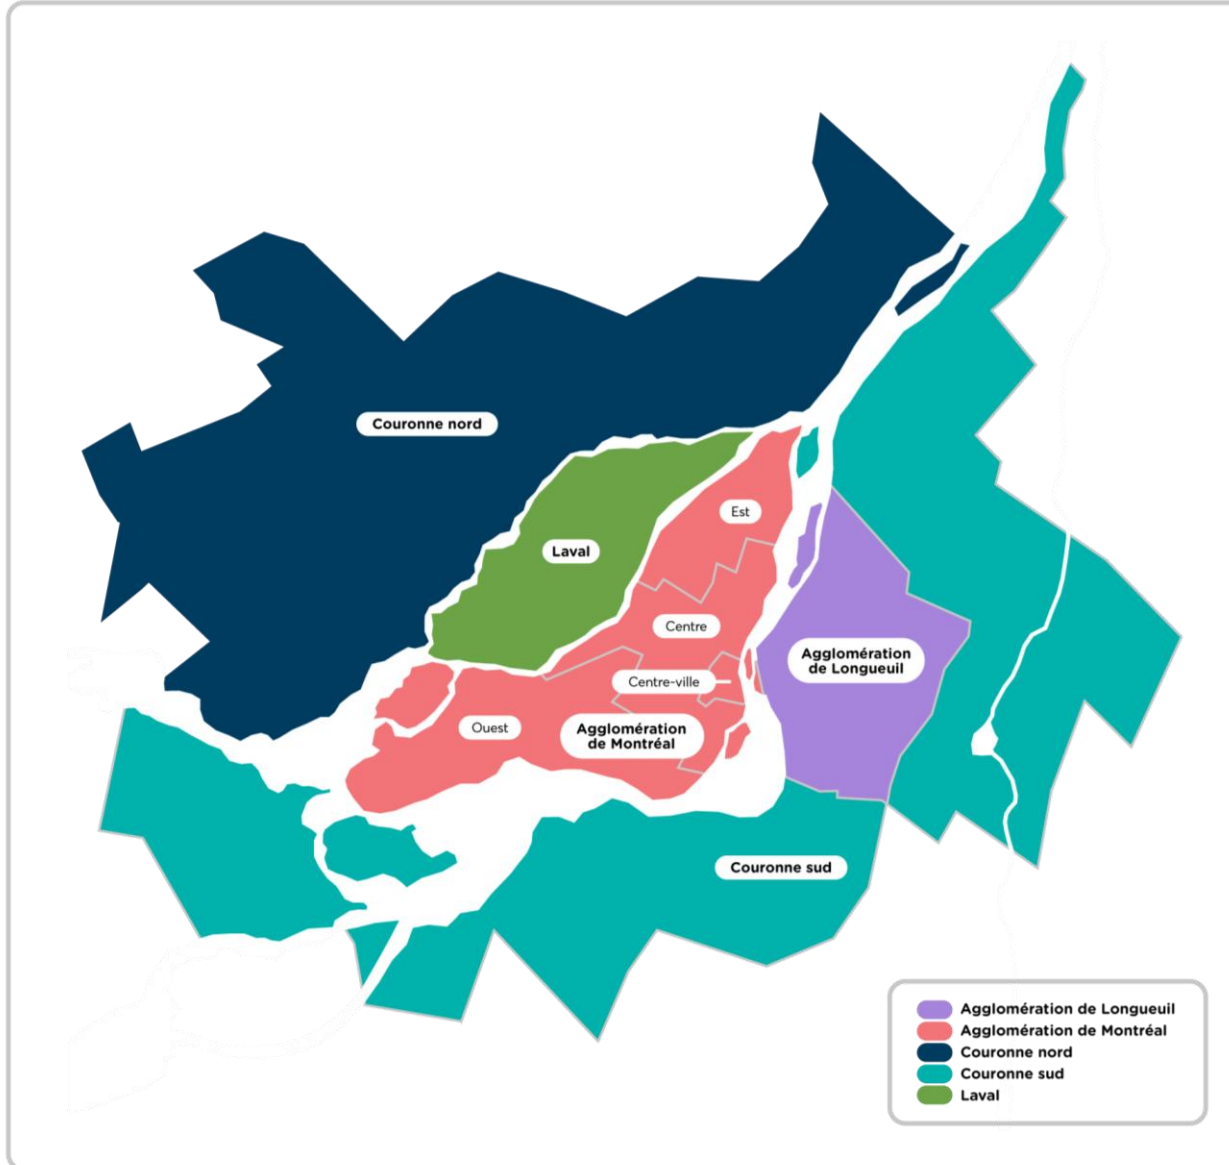 Couronne nord
Est
Laval
Centre
Agglomération
de Longueuil
Centre-ville
Ouest
Agglomération
de Montréal
Couronne sud
Agglomération de Longueuil
Agglomération de Montréal
Couronne nord
Couronne sud
Laval